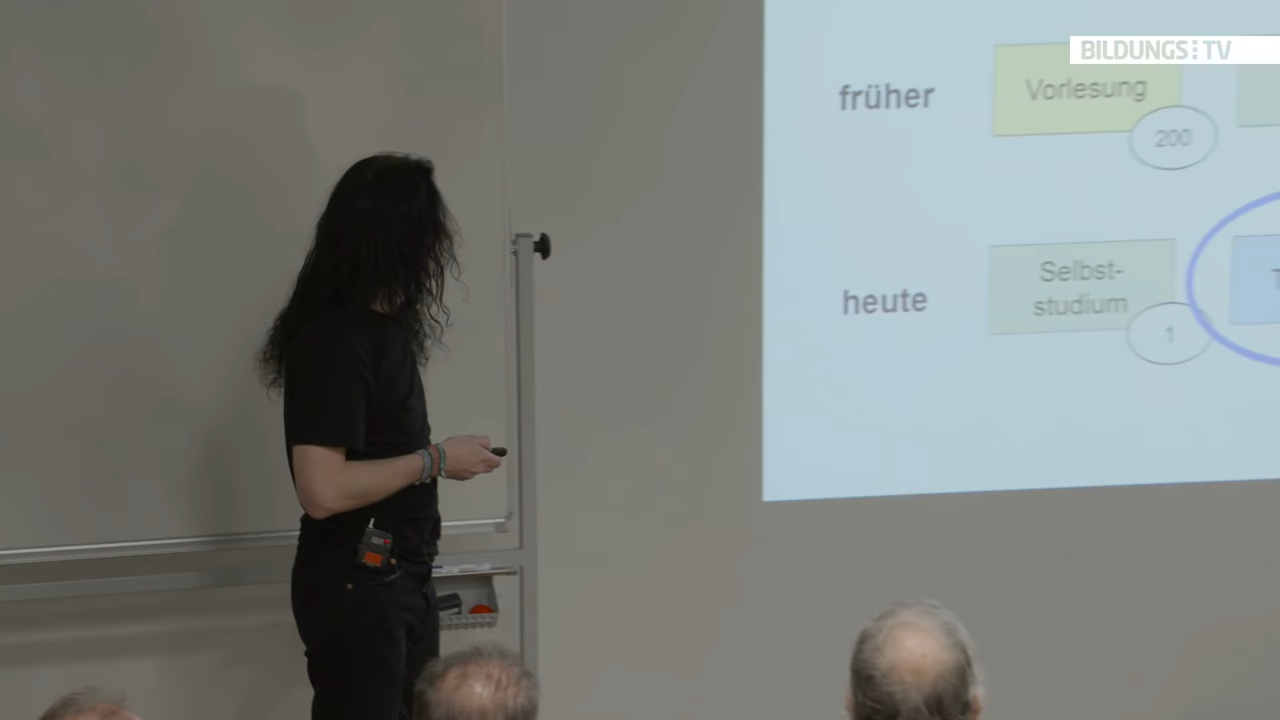 BILDUNGS TV
früher
Vorlesung
200
heute
Selbst-
studium
1
T